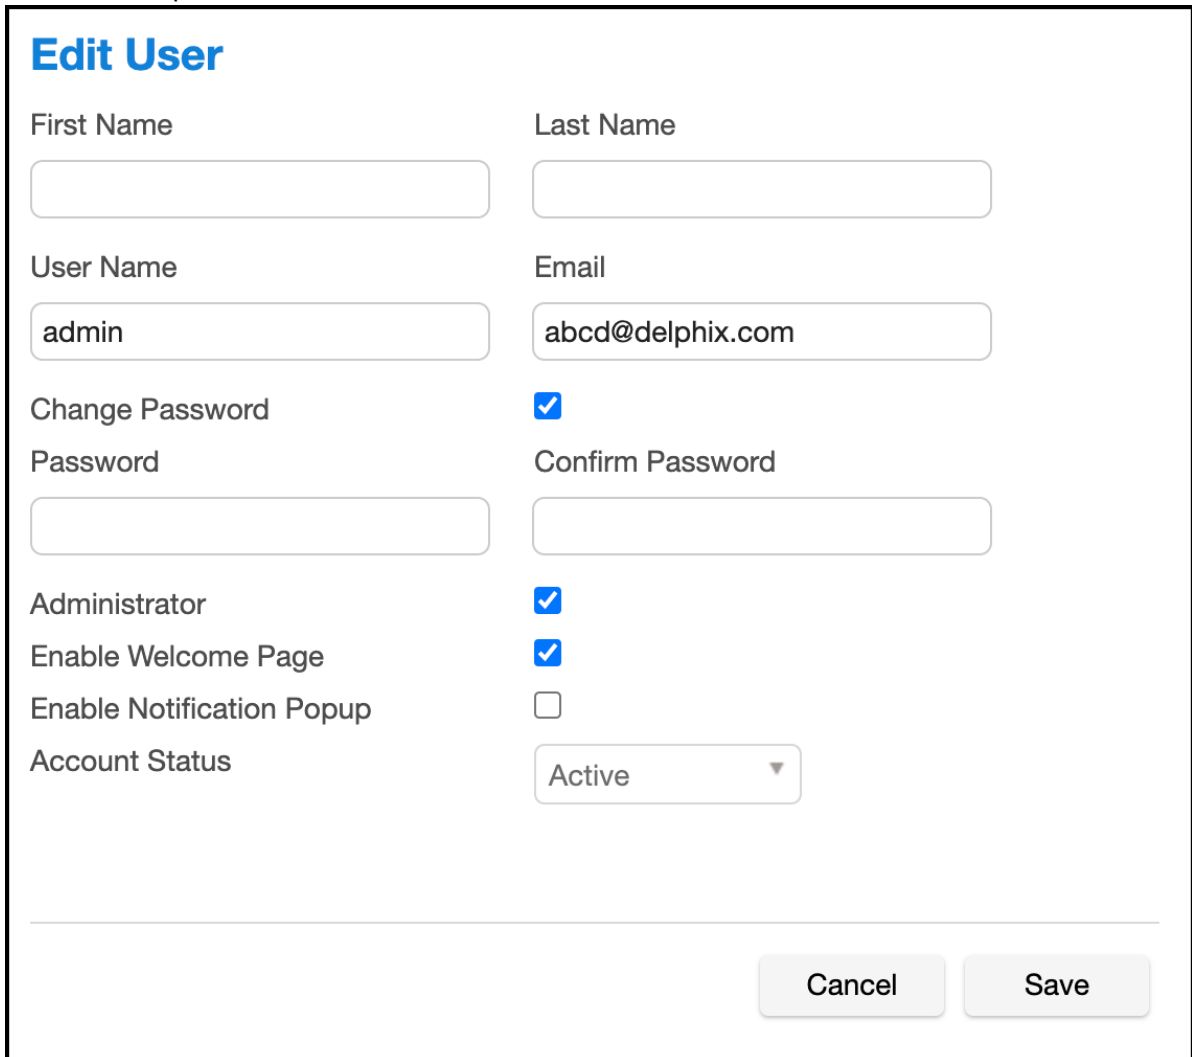 Edit User
First Name Last Name
User Name Email
admin abcd@delphix.com
Change Password
Password Confirm Password
Administrator
Enable Welcome Page
Enable Notification Popup
Account Status Active
Cancel Save